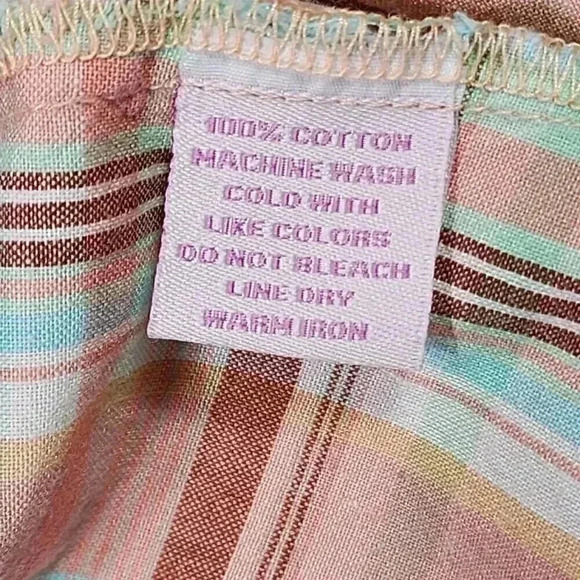 100% COTTON
MACHINE WASH
COLD WITH
LIKE COLORS
DO NOT BLEACH
LINE DRY
WARM IRON